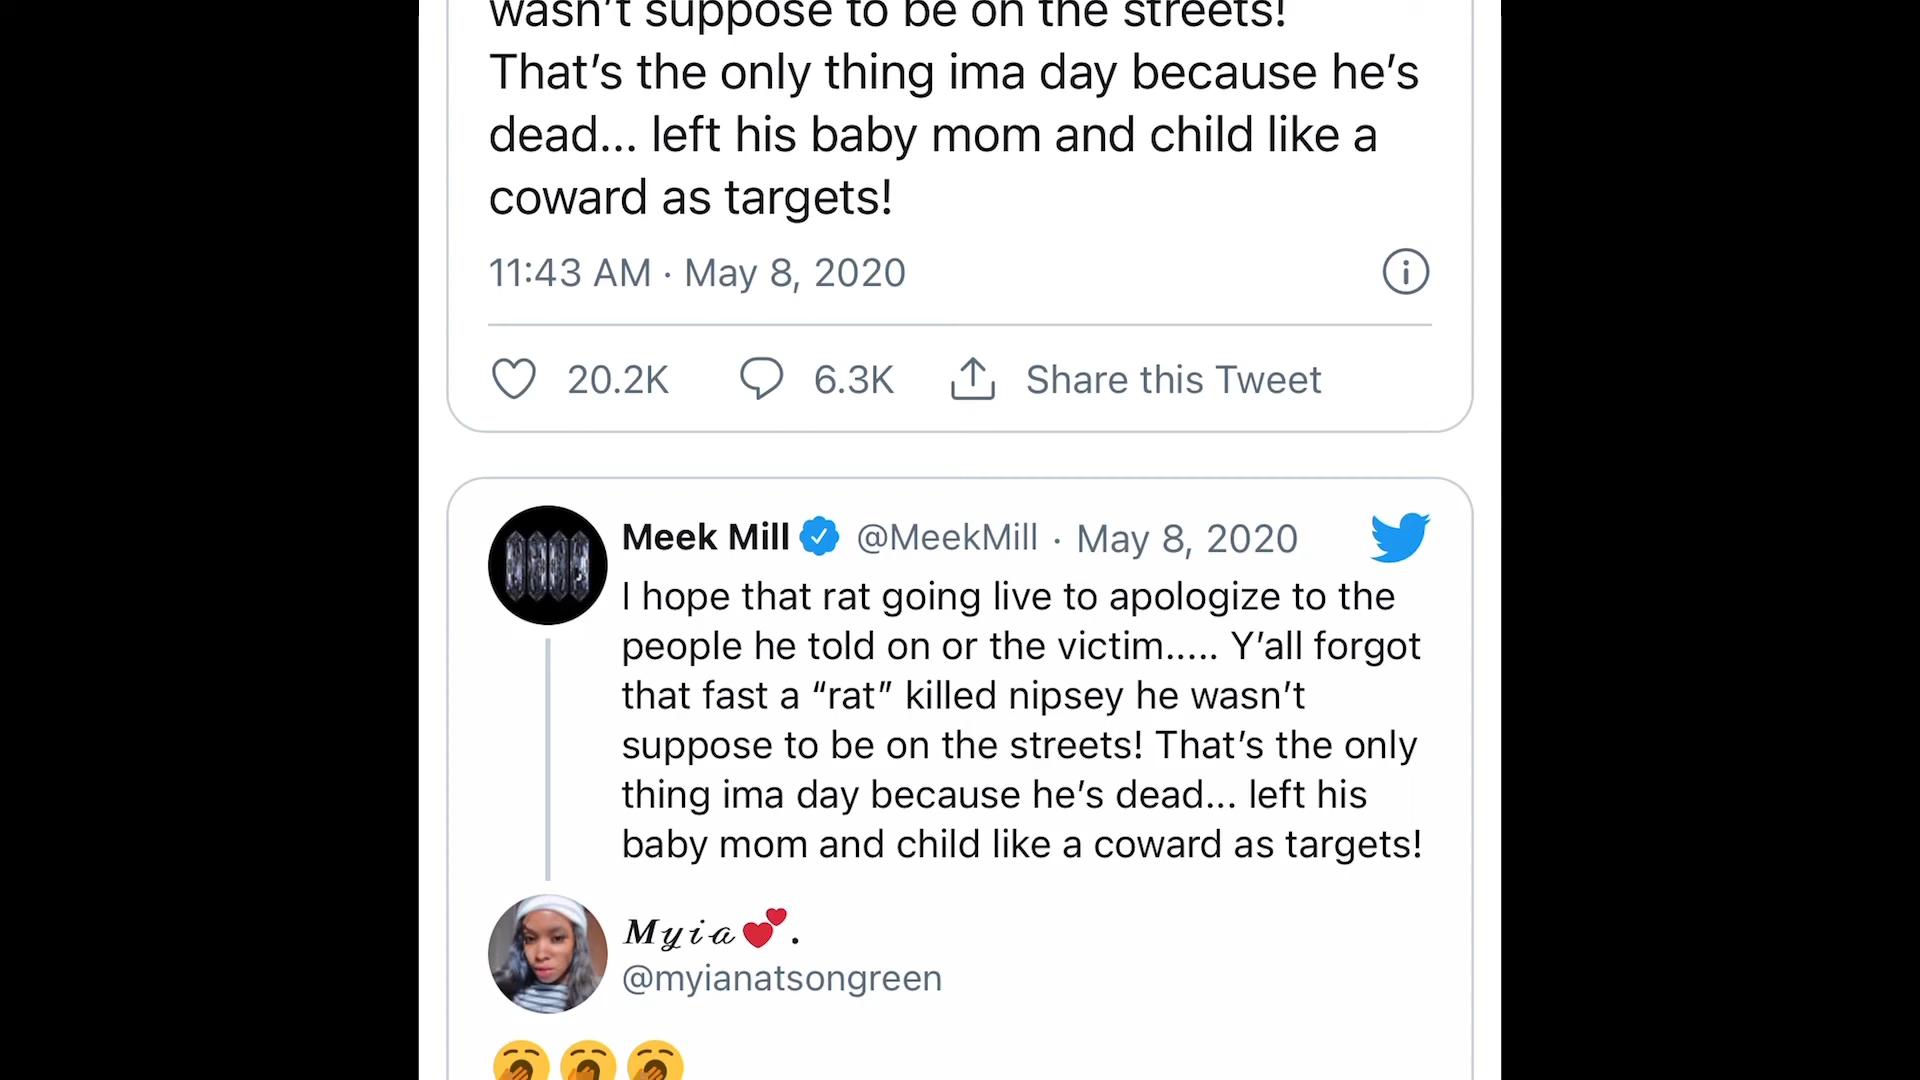 wasn't suppose to be on the streets!
That’s the only thing ima day because he’s
dead... left his baby mom and child like a
coward as targets!
11:43 AM · May 8, 2020
20.2K 6.3K Share this Tweet
Meek Mill @MeekMill · May 8, 2020
I hope that rat going live to apologize to the
people he told on or the victim..... Y’all forgot
that fast a “rat” killed nipsey he wasn’t
suppose to be on the streets! That’s the only
thing ima day because he’s dead... left his
baby mom and child like a coward as targets!
𝑴𝔂𝓲𝓪💕.
@myianatsongreen
🥱🥱🥱